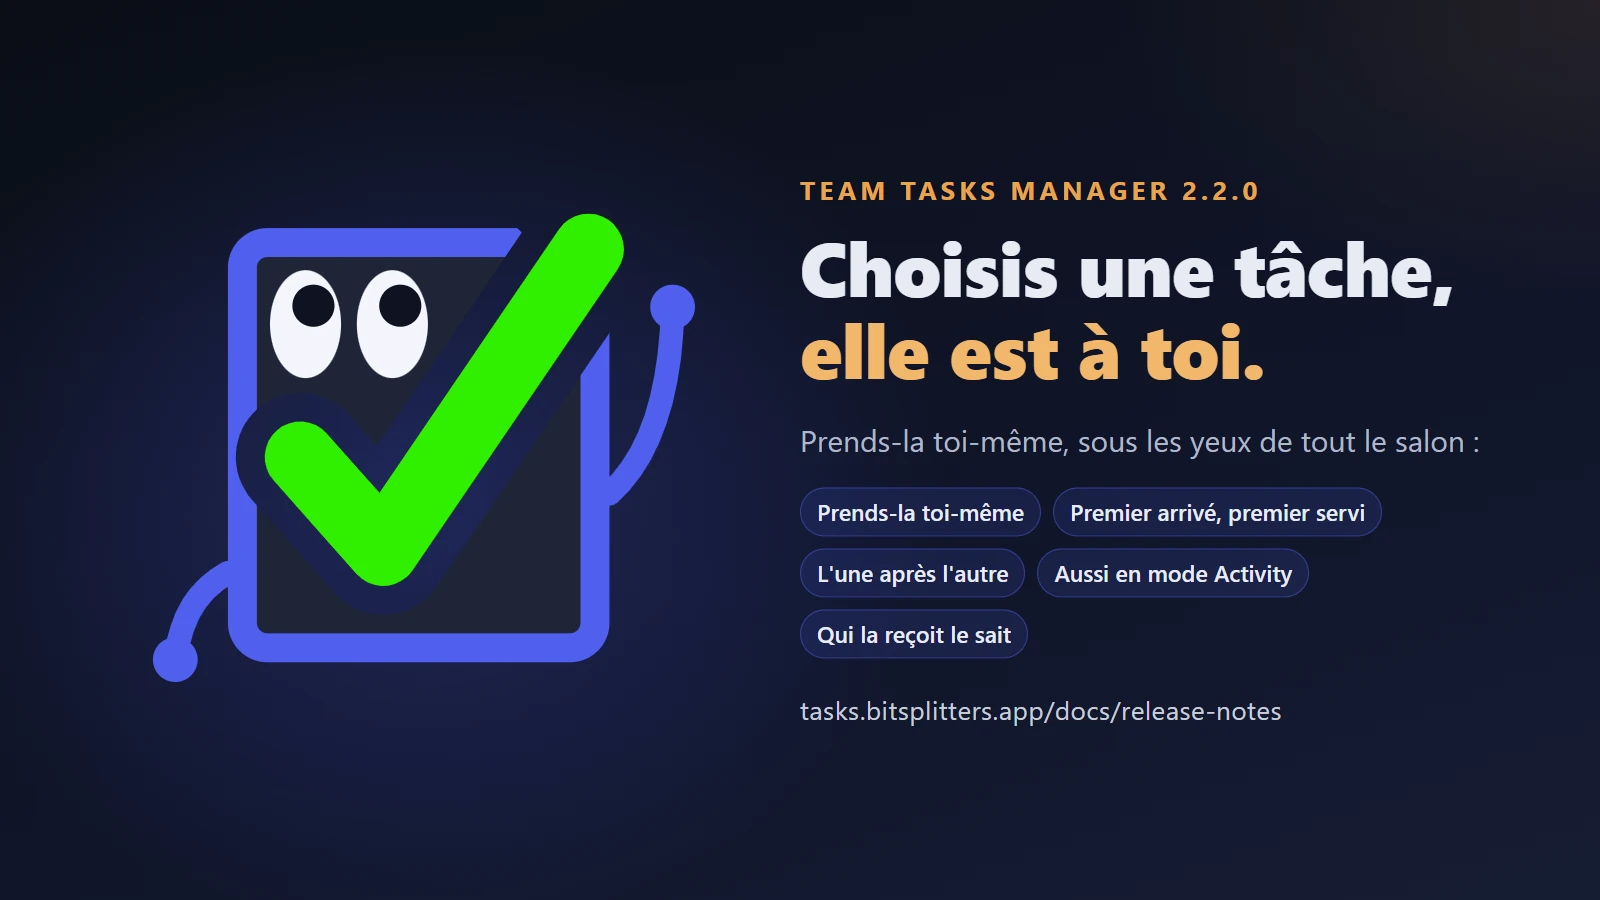 TEAM TASKS MANAGER 2.2.0
Choisis une tâche,
elle est à toi.
Prends-la toi-même, sous les yeux de tout le salon :
Prends-la toi-même
Premier arrivé, premier servi
L'une après l'autre
Aussi en mode Activity
Qui la reçoit le sait
tasks.bitsplitters.app/docs/release-notes